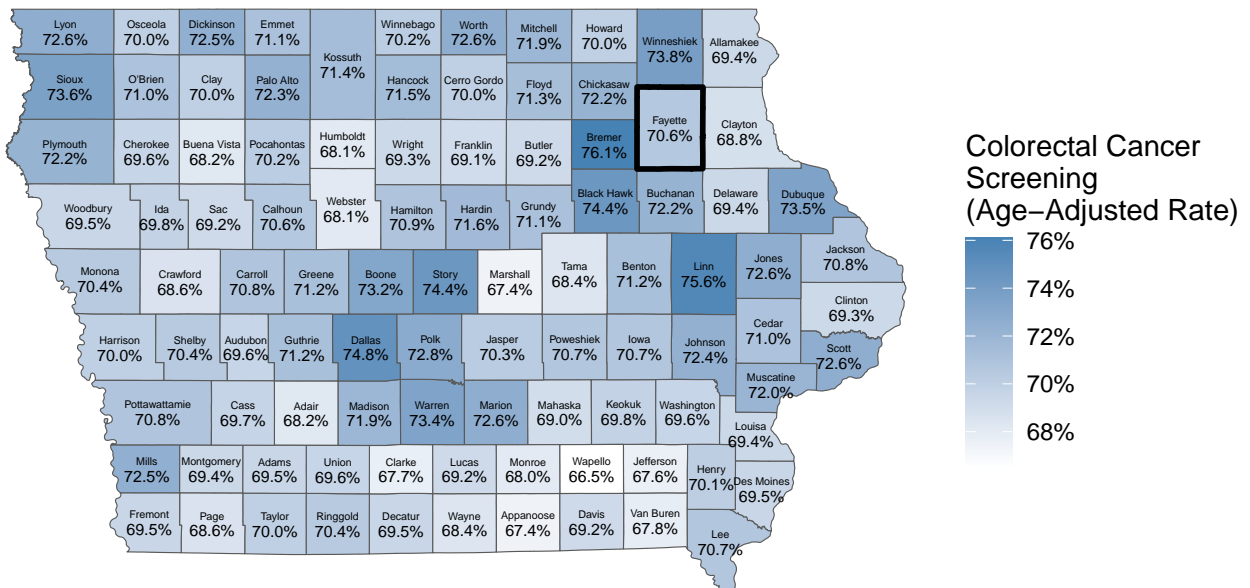 Lyon
72.6%
Osceola
70.0%
Dickinson
72.5%
Emmet
71.1%
Kossuth
71.4%
Winnebago
70.2%
Worth
72.6%
Mitchell
71.9%
Howard
70.0%
Winneshiek
73.8%
Allamakee
69.4%
Sioux
73.6%
O'Brien
71.0%
Clay
70.0%
Palo Alto
72.3%
Hancock
71.5%
Cerro Gordo
70.0%
Floyd
71.3%
Chickasaw
72.2%
Fayette
70.6%
Clayton
68.8%
Plymouth
72.2%
Cherokee
69.6%
Buena Vista
68.2%
Pocahontas
70.2%
Humboldt
68.1%
Wright
69.3%
Franklin
69.1%
Butler
69.2%
Bremer
76.1%
Woodbury
69.5%
Ida
69.8%
Sac
69.2%
Calhoun
70.6%
Webster
68.1%
Hamilton
70.9%
Hardin
71.6%
Grundy
71.1%
Black Hawk
74.4%
Buchanan
72.2%
Delaware
69.4%
Dubuque
73.5%
Monona
70.4%
Crawford
68.6%
Carroll
70.8%
Greene
71.2%
Boone
73.2%
Story
74.4%
Marshall
67.4%
Tama
68.4%
Benton
71.2%
Linn
75.6%
Jones
72.6%
Jackson
70.8%
Clinton
69.3%
Harrison
70.0%
Shelby
70.4%
Audubon
69.6%
Guthrie
71.2%
Dallas
74.8%
Polk
72.8%
Jasper
70.3%
Poweshiek
70.7%
Iowa
70.7%
Johnson
72.4%
Cedar
71.0%
Scott
72.6%
Muscatine
72.0%
Pottawattamie
70.8%
Cass
69.7%
Adair
68.2%
Madison
71.9%
Warren
73.4%
Marion
72.6%
Mahaska
69.0%
Keokuk
69.8%
Washington
69.6%
Louisa
69.4%
Mills
72.5%
Montgomery
69.4%
Adams
69.5%
Union
69.6%
Clarke
67.7%
Lucas
69.2%
Monroe
68.0%
Wapello
66.5%
Jefferson
67.6%
Henry
70.1%
Des Moines
69.5%
Fremont
69.5%
Page
68.6%
Taylor
70.0%
Ringgold
70.4%
Decatur
69.5%
Wayne
68.4%
Appanoose
67.4%
Davis
69.2%
Van Buren
67.8%
Lee
70.7%
Colorectal Cancer
Screening
(Age−Adjusted Rate)
76%
74%
72%
70%
68%